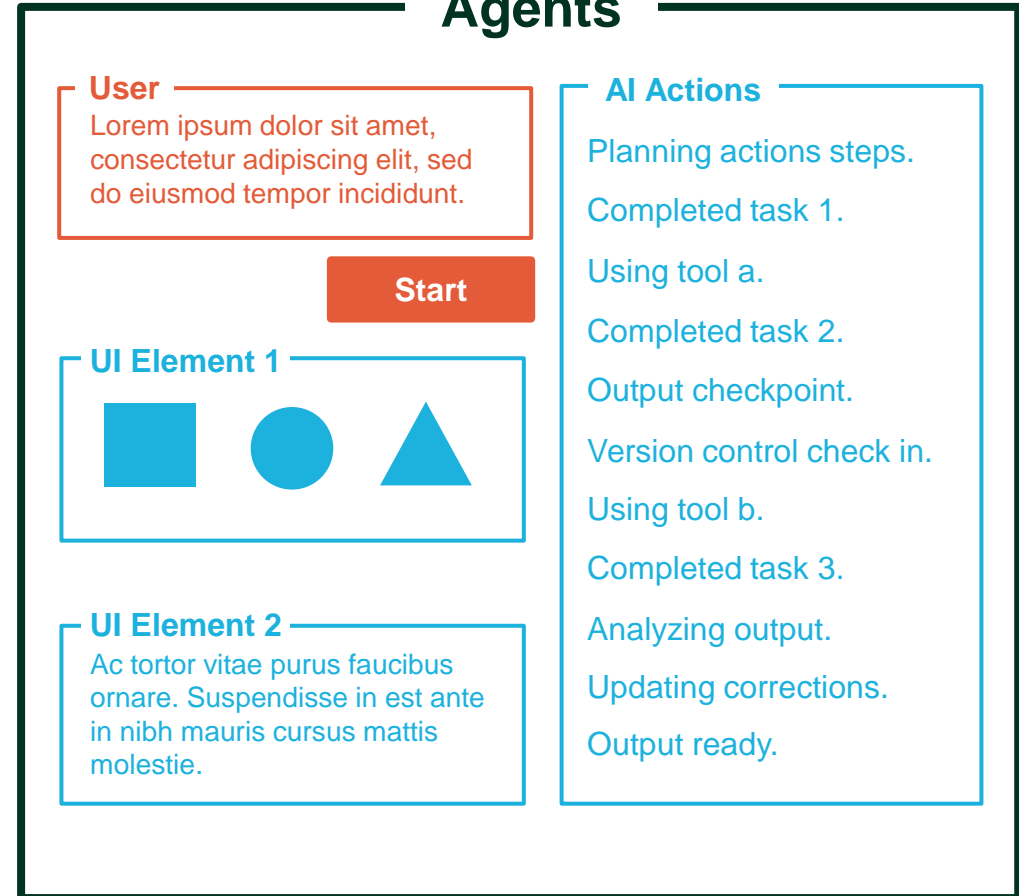 Agents
User
Lorem ipsum dolor sit amet,
consectetur adipiscing elit, sed
do eiusmod tempor incididunt.
Start
UI Element 1
UI Element 2
Ac tortor vitae purus faucibus
ornare. Suspendisse in est ante
in nibh mauris cursus mattis
molestie.
AI Actions
Planning actions steps.
Completed task 1.
Using tool a.
Completed task 2.
Output checkpoint.
Version control check in.
Using tool b.
Completed task 3.
Analyzing output.
Updating corrections.
Output ready.